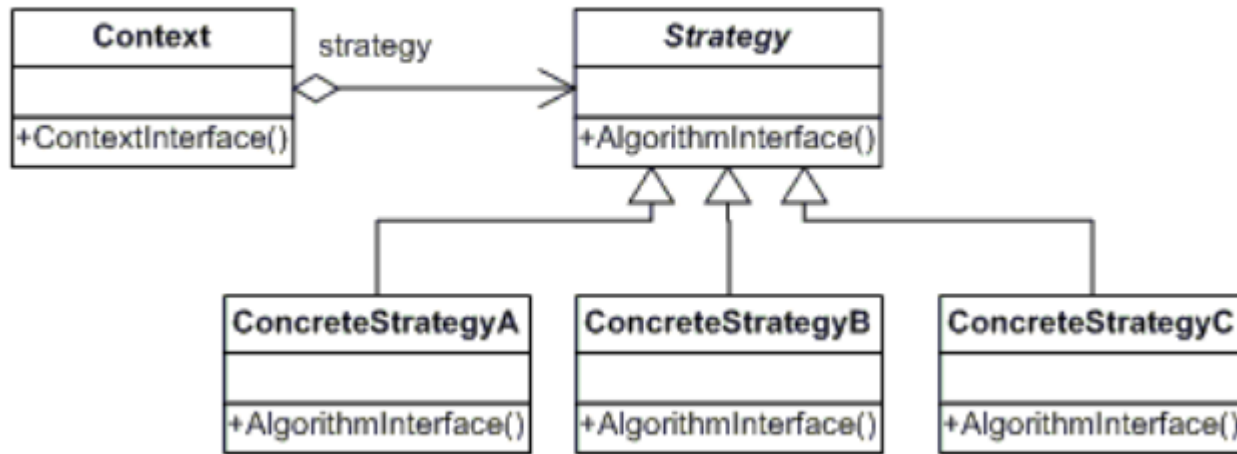 Context
strategy
Strategy
+ContextInterface()
+AlgorithmInterface()
ConcreteStrategyA
ConcreteStrategyB
ConcreteStrategyC
+AlgorithmInterface()
+AlgorithmInterface()
+AlgorithmInterface()